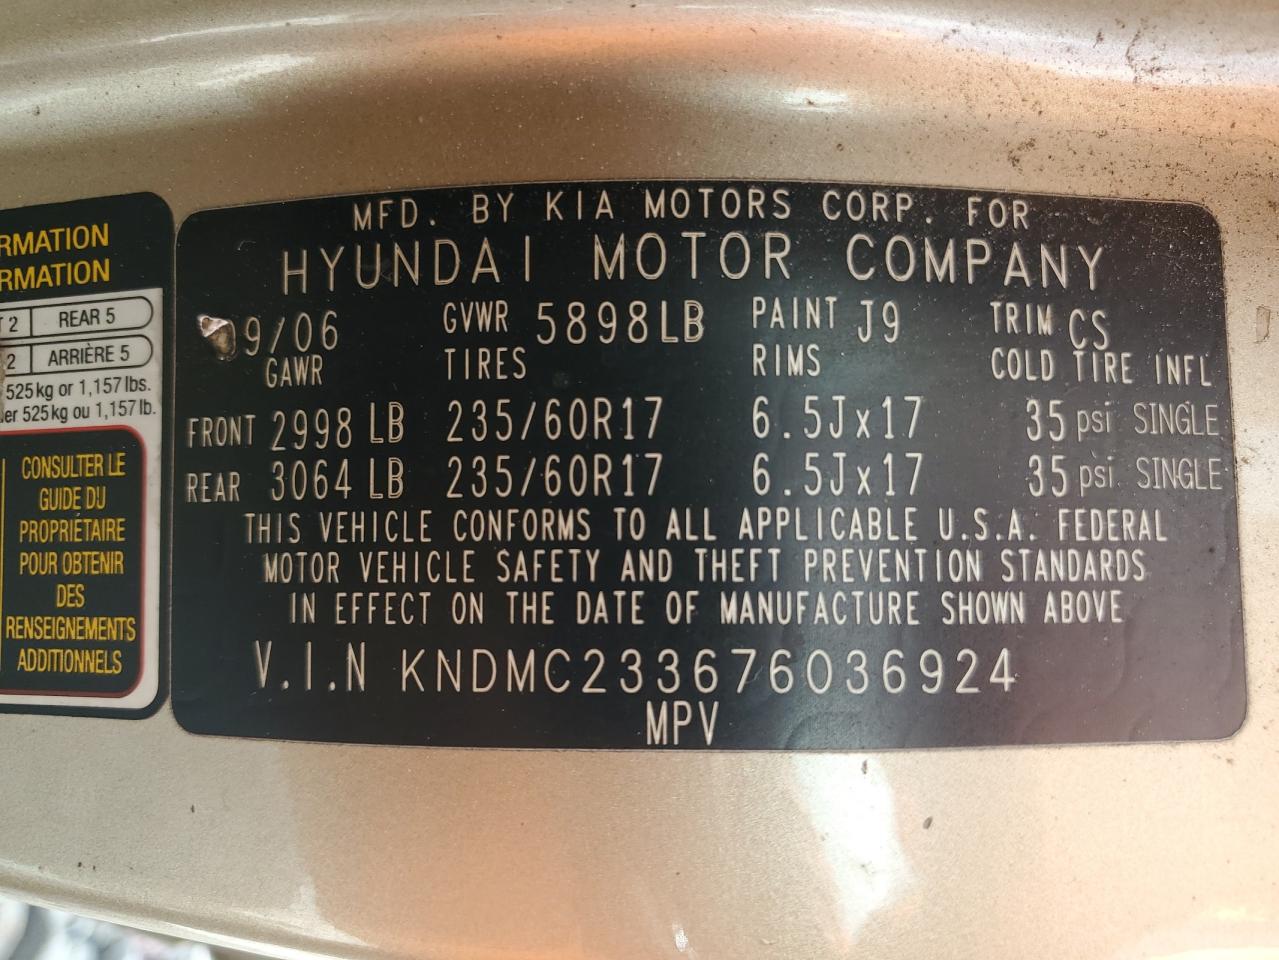 RMATION
RMATION
T 2 REAR 5
2 ARRIÈRE 5
525kg or 1,157lbs.
er 525kg ou 1,157lb.
CONSULTER LE
GUIDE DU
PROPRIÉTAIRE
POUR OBTENIR
DES
RENSEIGNEMENTS
ADDITIONNELS
MFD. BY KIA MOTORS CORP. FOR
HYUNDAI MOTOR COMPANY
9/06 GVWR 5898LB PAINT J9 TRIM CS
GAWR TIRES RIMS COLD TIRE INFL
FRONT 2998 LB 235/60R17 6.5Jx17 35 psi SINGLE
REAR 3064 LB 235/60R17 6.5Jx17 35 psi SINGLE
THIS VEHICLE CONFORMS TO ALL APPLICABLE U.S.A. FEDERAL
MOTOR VEHICLE SAFETY AND THEFT PREVENTION STANDARDS
IN EFFECT ON THE DATE OF MANUFACTURE SHOWN ABOVE
V.I.N KNDMC233676036924
MPV